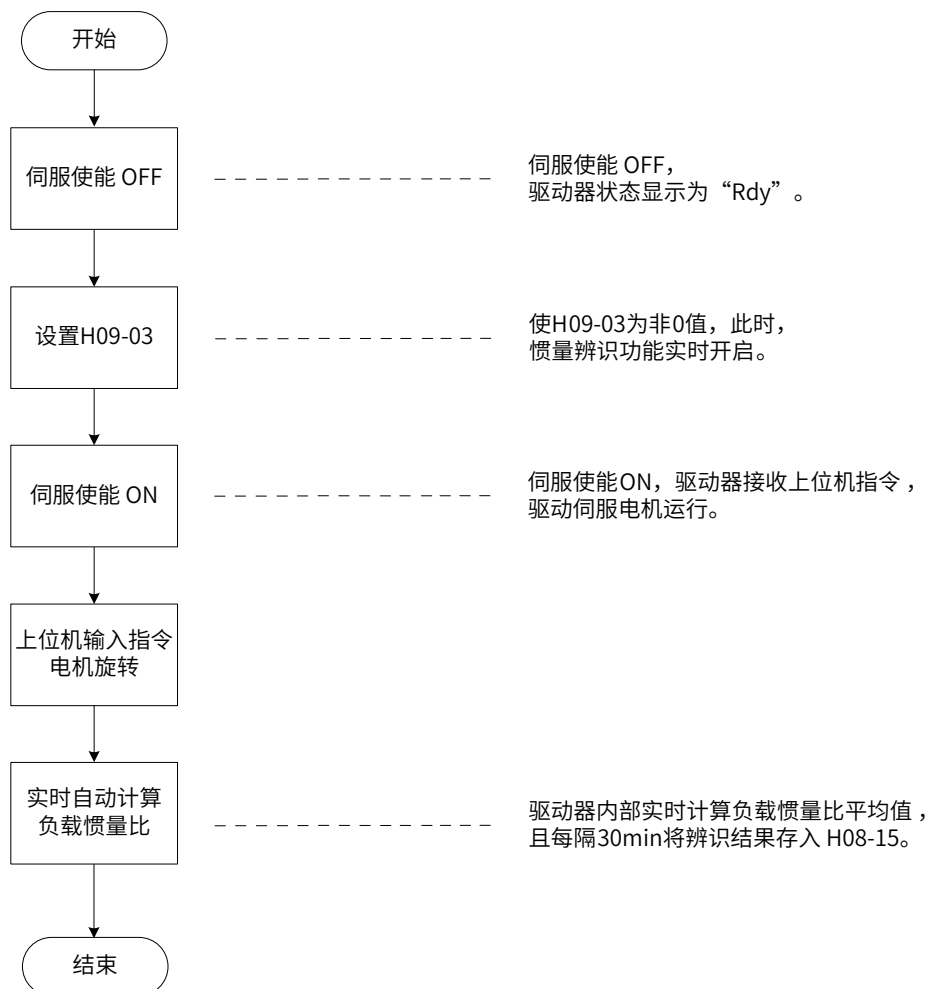 开始
伺服使能 OFF
伺服使能 OFF，
驱动器状态显示为“Rdy”。
设置H09-03
使H09-03为非0值，此时，
惯量辨识功能实时开启。
伺服使能 ON
伺服使能ON，驱动器接收上位机指令，
驱动伺服电机运行。
上位机输入指令
电机旋转
实时自动计算
负载惯量比
驱动器内部实时计算负载惯量比平均值，
且每隔30min将辨识结果存入 H08-15。
结束